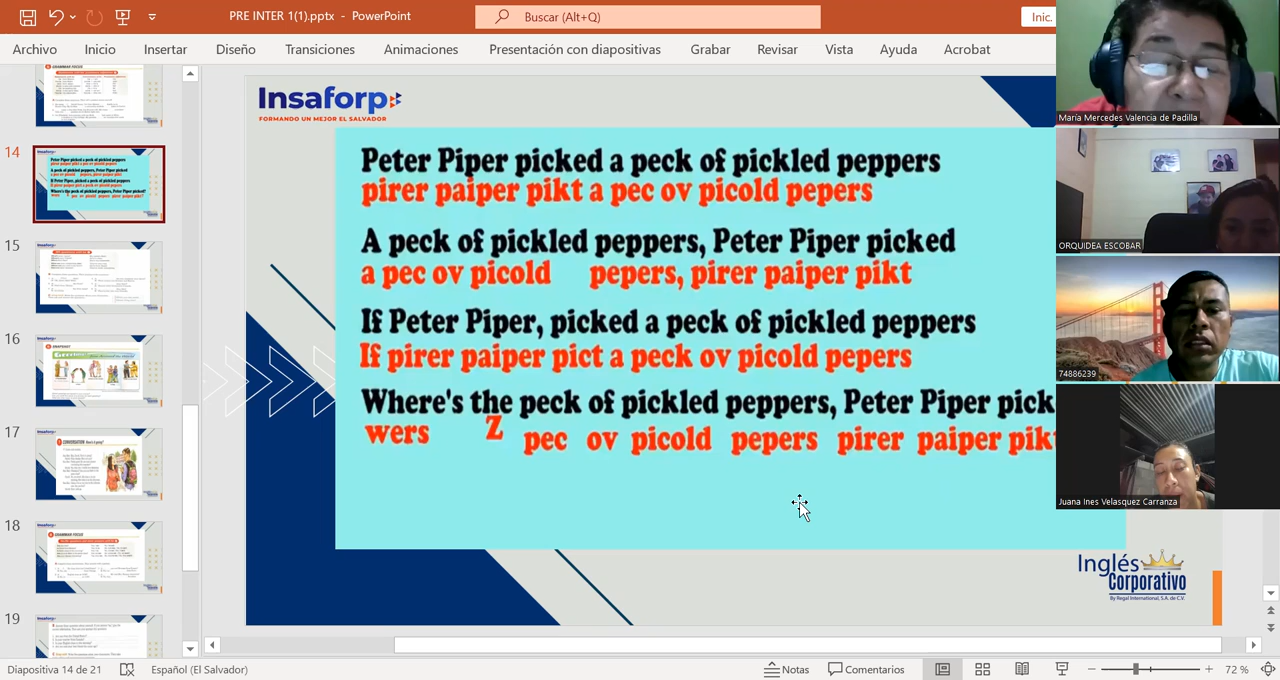 PRE INTER 1(1).pptx - PowerPoint
Buscar (Alt+Q)
Inic.
Archivo Inicio Insertar Diseño Transiciones Animaciones Presentación con diapositivas Grabar Revisar Vista Ayuda Acrobat
14
15
16
17
18
19
Insaforp
FORMANDO UN MEJOR EL SALVADOR
Peter Piper picked a peck of pickled peppers
pirer paiper pikt a pec ov picold pepers
A peck of pickled peppers, Peter Piper picked
a pec ov picold pepers, pirer paiper pikt
If Peter Piper, picked a peck of pickled peppers
If pirer paiper pict a peck ov picold pepers
Where's the peck of pickled peppers, Peter Piper pick
wers Z pec ov picold pepers pirer paiper pikt
Inglés
Corporativo
By Regal International, S.A. de C.V.
María Mercedes Valencia de Padilla
ORQUIDEA ESCOBAR
74886239
Juana Ines Velasquez Carranza
Diapositiva 14 de 21 Español (El Salvador) Notas Comentarios 72 %